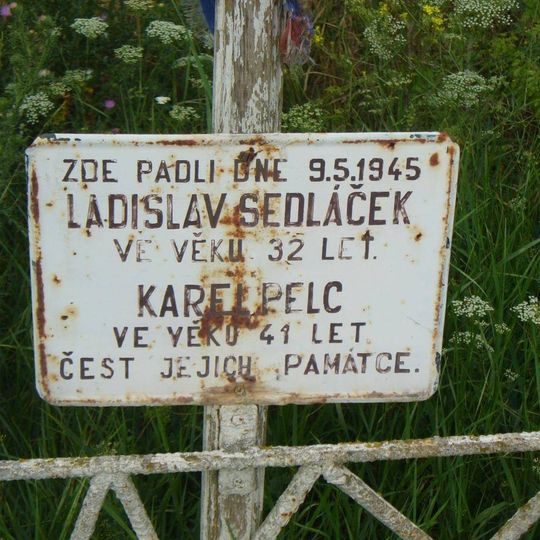 ZDE PADLI DNE 9.5.1945
LADISLAV SEDLÁČEK
VE VĚKU 32 LET.
KAREL PELC
VE VĚKU 41 LET
ČEST JEJICH PAMÁTCE.